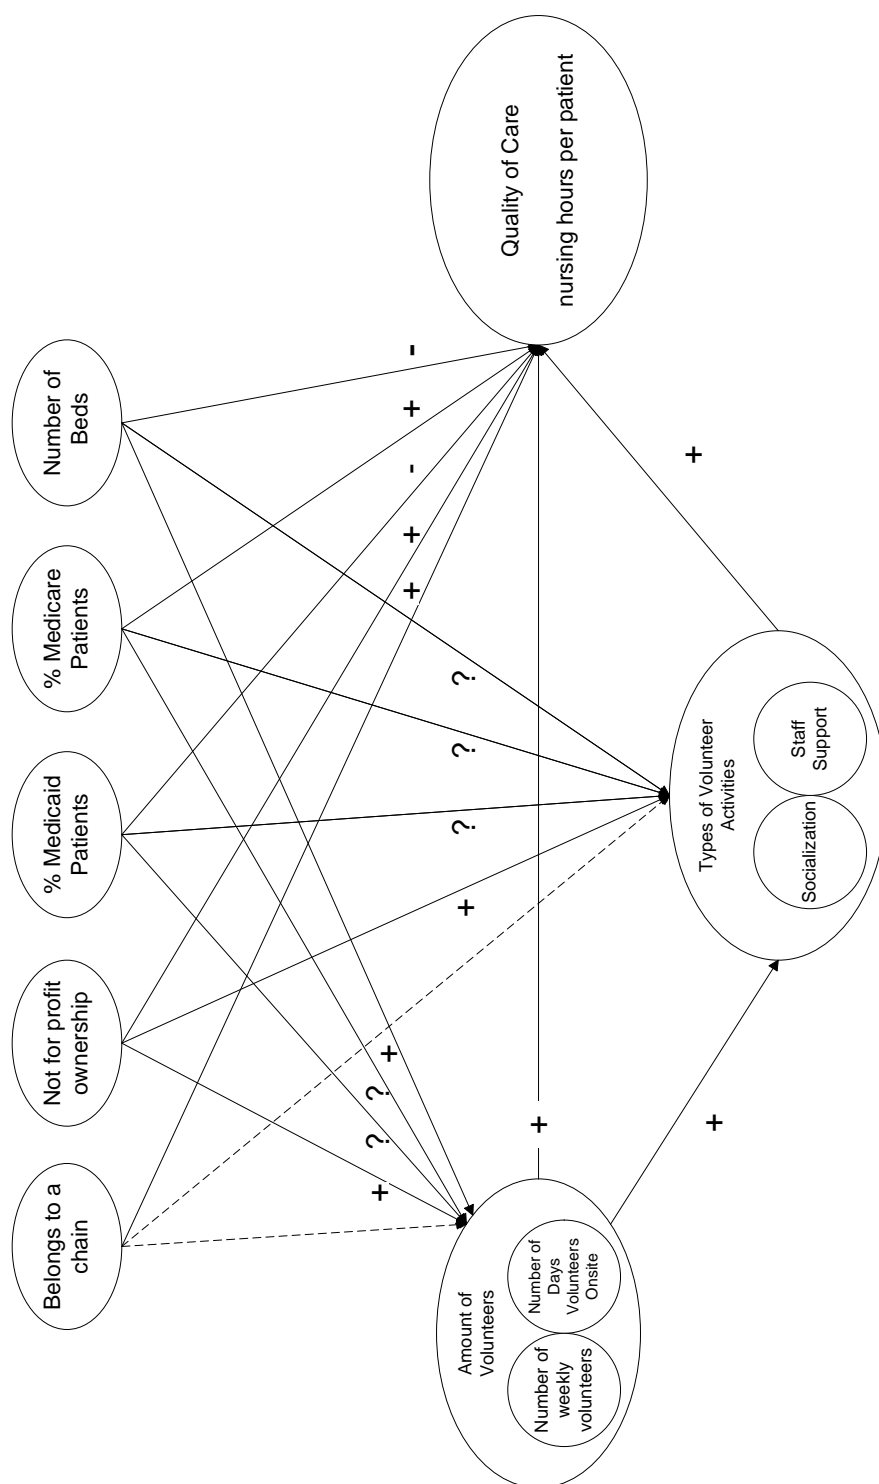 Belongs to a
chain
Not for profit
ownership
% Medicaid
Patients
% Medicare
Patients
Number of
Beds
-
+
-
+
+
?
?
?
+
+
?
?
+
+
+
+
Amount of
Volunteers
Number of
weekly
volunteers
Number of
Days
Volunteers
Onsite
Types of Volunteer
Activities
Socialization
Staff
Support
Quality of Care
nursing hours per patient